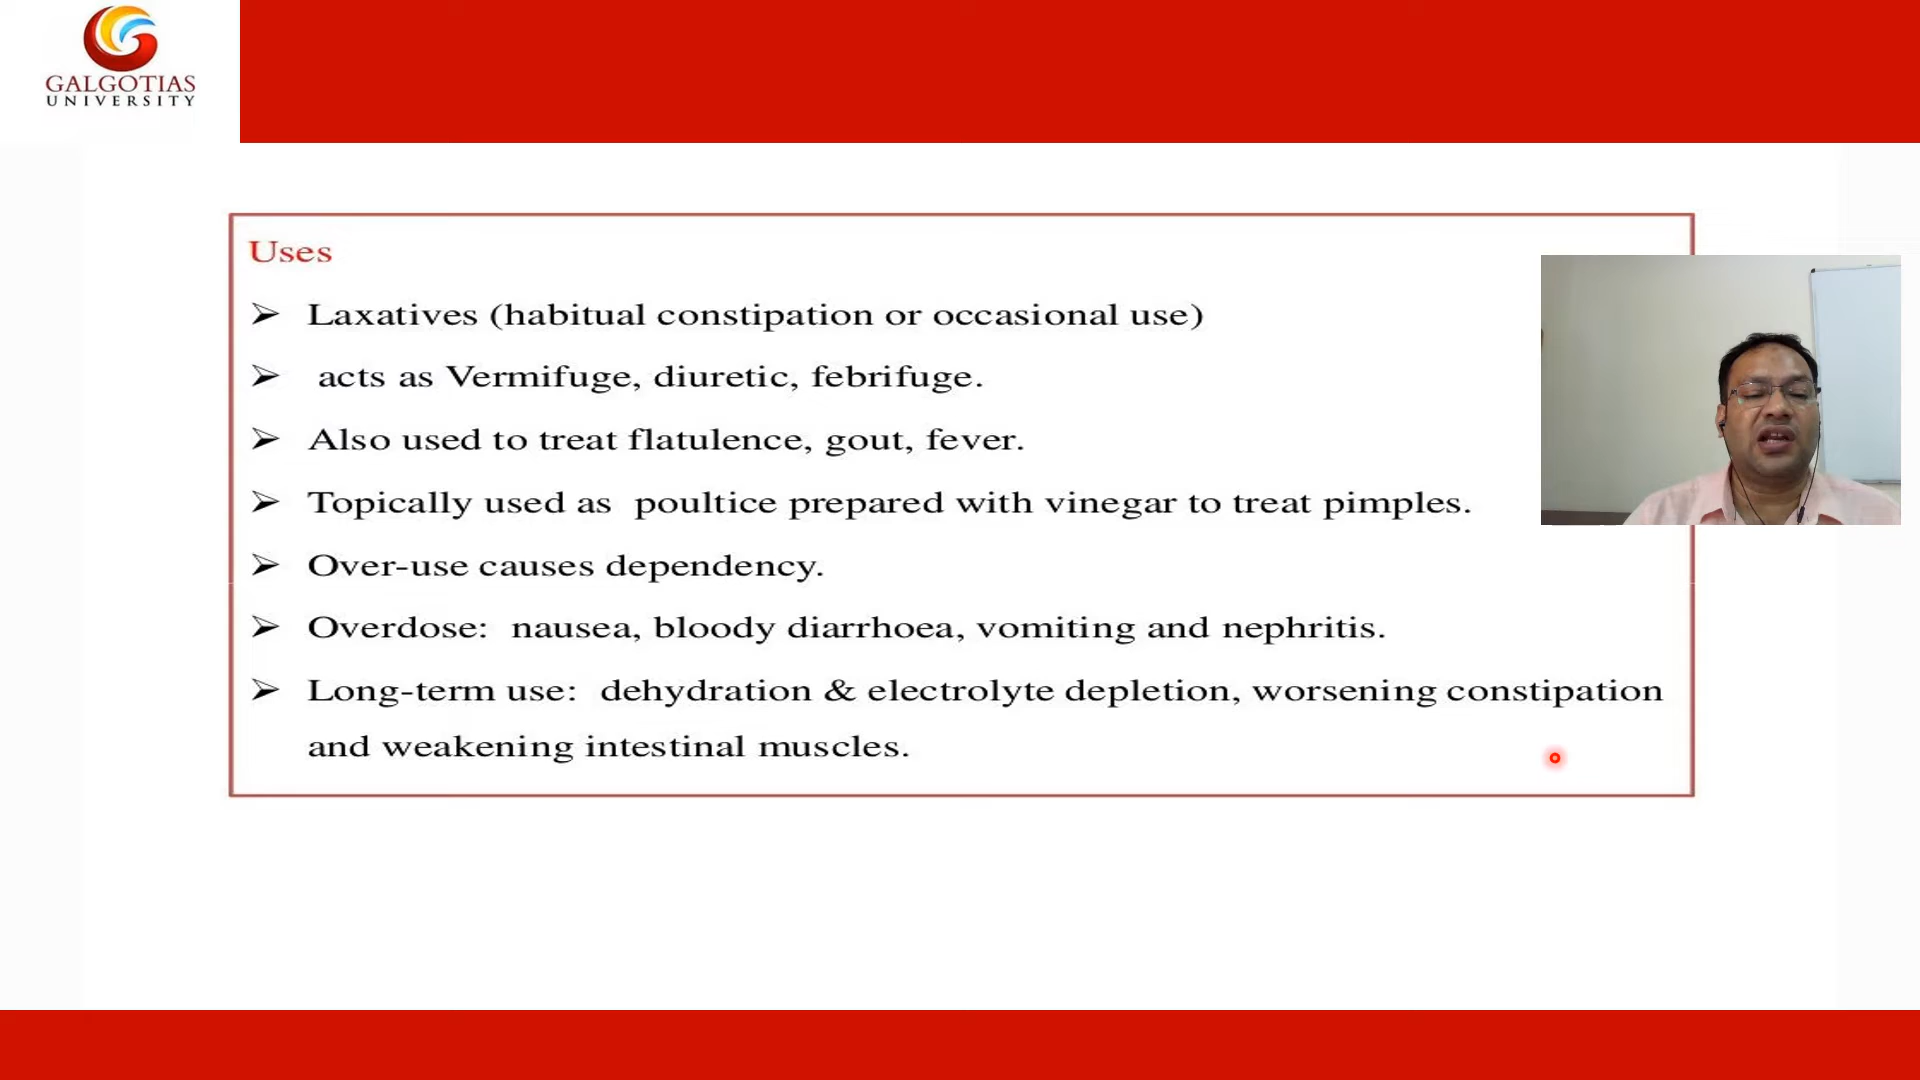 GALGOTIAS
UNIVERSITY
Uses
➢ Laxatives (habitual constipation or occasional use)
➢ acts as Vermifuge, diuretic, febrifuge.
➢ Also used to treat flatulence, gout, fever.
➢ Topically used as poultice prepared with vinegar to treat pimples.
➢ Over-use causes dependency.
➢ Overdose: nausea, bloody diarrhoea, vomiting and nephritis.
➢ Long-term use: dehydration & electrolyte depletion, worsening constipation
and weakening intestinal muscles.